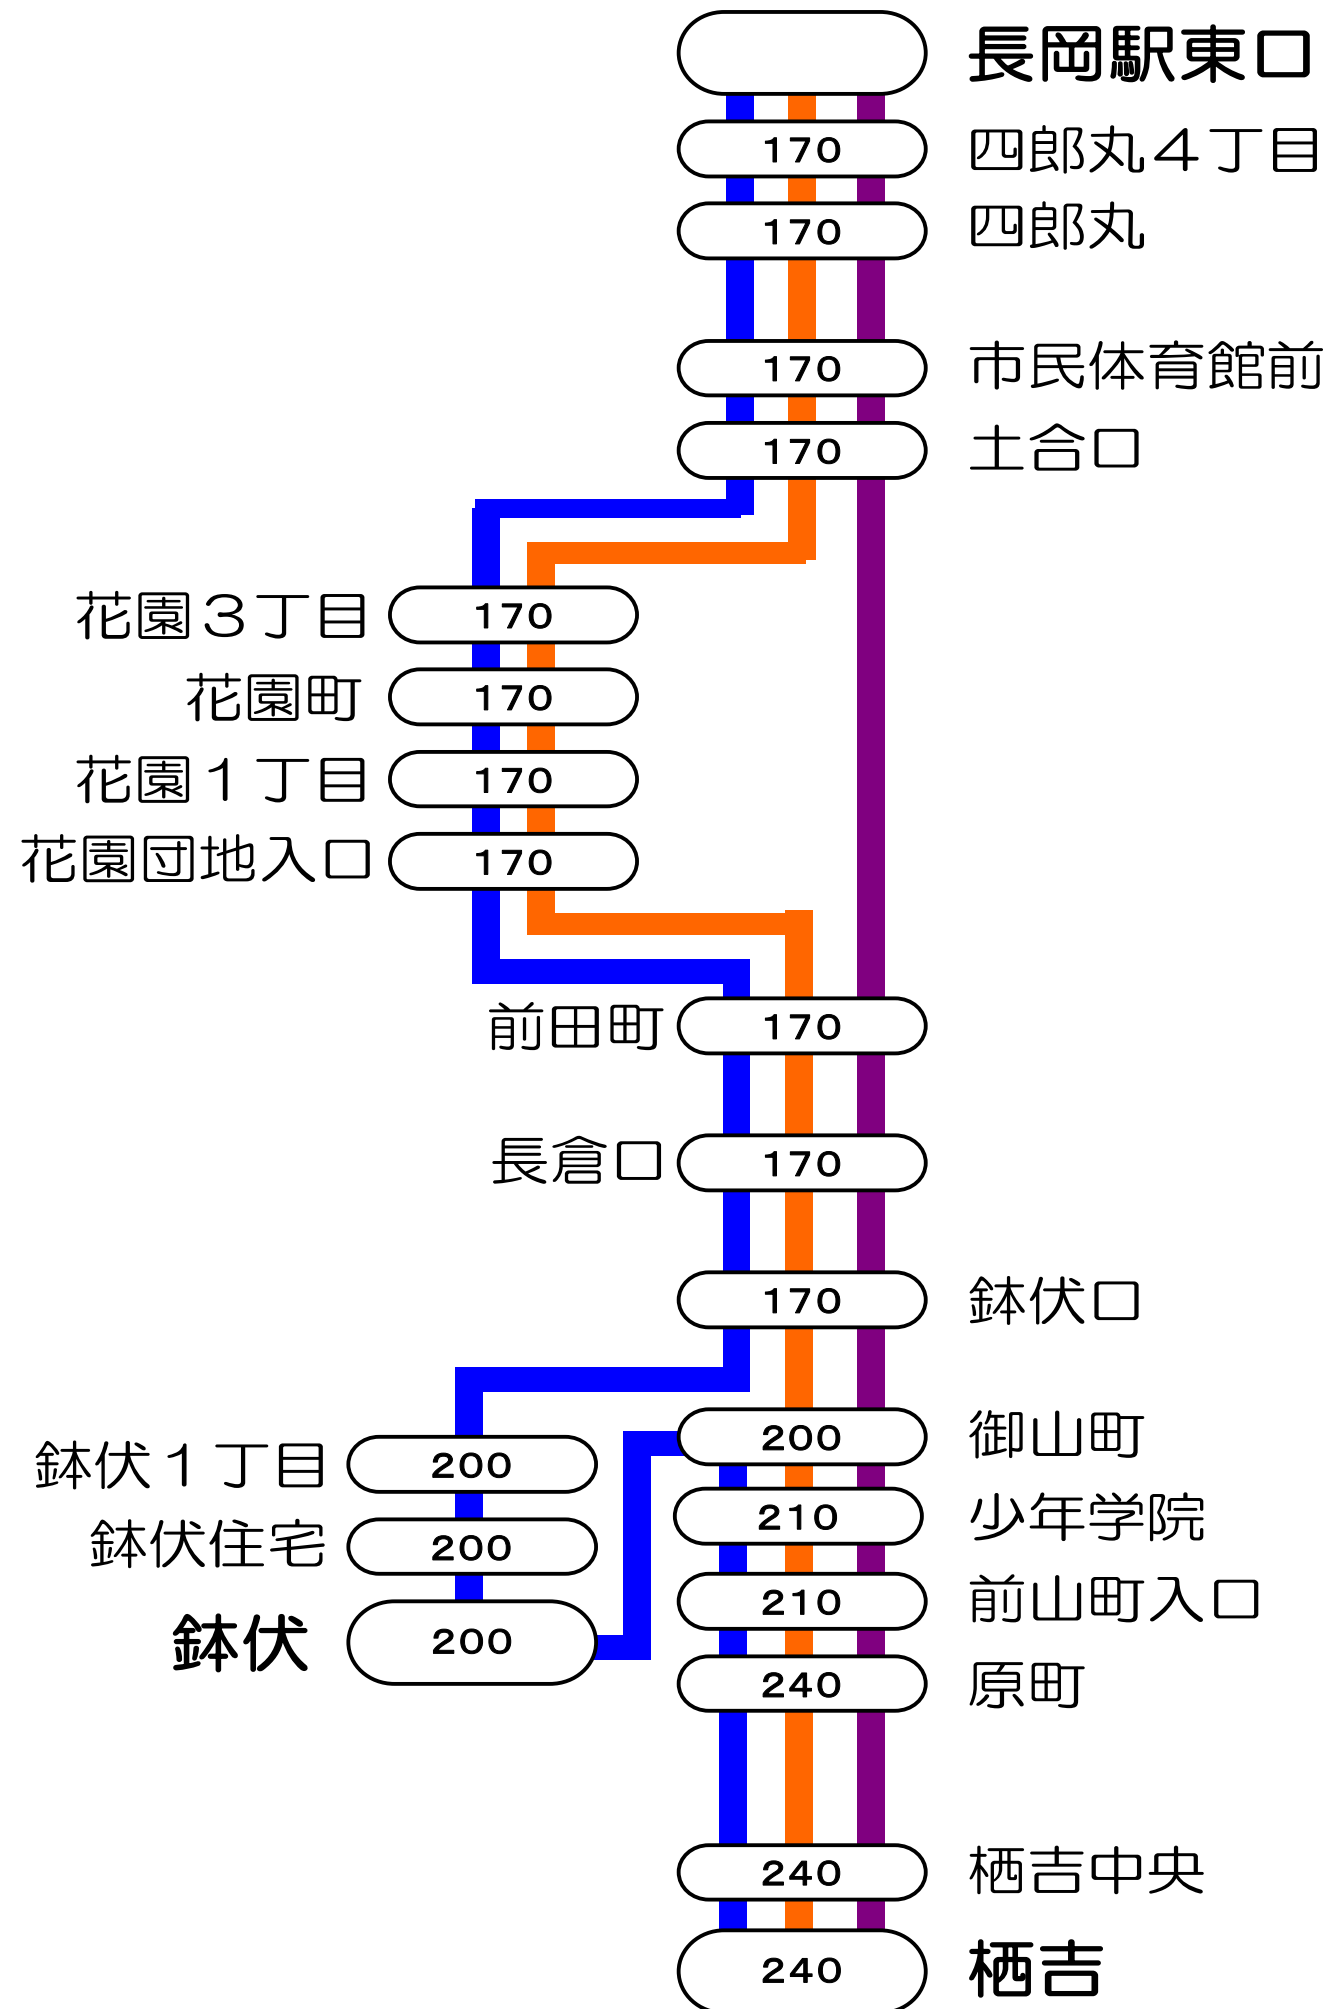 長岡駅東口
170 四郎丸４丁目
170 四郎丸
170 市民体育館前
170 土合口
花園３丁目 170
花園町 170
花園１丁目 170
花園団地入口 170
前田町 170
長倉口 170
170 鉢伏口
200 御山町
鉢伏１丁目 200
210 少年学院
鉢伏住宅 200
210 前山町入口
鉢伏 200
240 原町
240 栖吉中央
240 栖吉